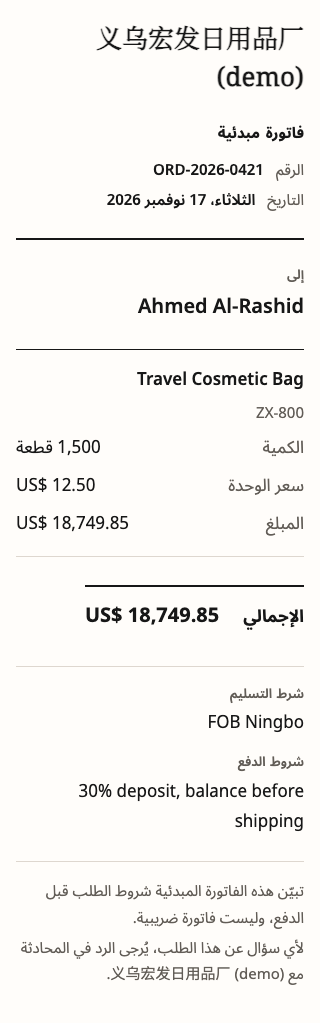 义乌宏发日用品厂
(demo)
فاتورة مبدئية
الرقم ORD-2026-0421
التاريخ الثلاثاء، 17 نوفمبر 2026
إلى
Ahmed Al-Rashid
Travel Cosmetic Bag
ZX-800
الكمية 1,500 قطعة
سعر الوحدة US$ 12.50
المبلغ US$ 18,749.85
الإجمالي US$ 18,749.85
شرط التسليم
FOB Ningbo
شروط الدفع
30% deposit, balance before
shipping
تبيّن هذه الفاتورة المبدئية شروط الطلب قبل
الدفع، وليست فاتورة ضريبية.
لأي سؤال عن هذا الطلب، يُرجى الرد في المحادثة
مع 义乌宏发日用品厂 (demo).